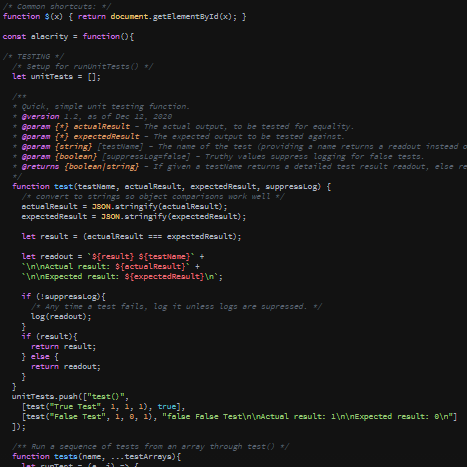 /* Common shortcuts: */
function $(x) { return document.getElementById(x); }
const alacrity = function(){
/* TESTING */
/* Setup for runUnitTests() */
let unitTests = [];
/**
* Quick, simple unit testing function.
* @version 1.2, as of Dec 12, 2020
* @param {*} actualResult - The actual output, to be tested for equality.
* @param {*} expectedResult - The expected output to be tested against.
* @param {string} [testName] - The name of the test (providing a name returns a readout instead o
* @param {boolean} [suppressLog=false] - Truthy values suppress logging for false tests.
* @returns {boolean|string} - If given a testName returns a detailed test result readout, else re
*/
function test(testName, actualResult, expectedResult, suppressLog) {
/* convert to strings so object comparisons work well */
actualResult = JSON.stringify(actualResult);
expectedResult = JSON.stringify(expectedResult);
let result = (actualResult === expectedResult);
let readout = `${result} ${testName}` +
`\n\nActual result: ${actualResult}` +
`\n\nExpected result: ${expectedResult}\n`;
if (!suppressLog){
/* Any time a test fails, log it unless logs are supressed. */
log(readout);
}
if (result){
return result;
} else {
return readout;
}
}
unitTests.push(["test()",
[test("True Test", 1, 1, 1), true],
[test("False Test", 1, 0, 1), "false False Test\n\nActual result: 1\n\nExpected result: 0\n"]
]);
/** Run a sequence of tests from an array through test() */
function tests(name, ...testArrays){